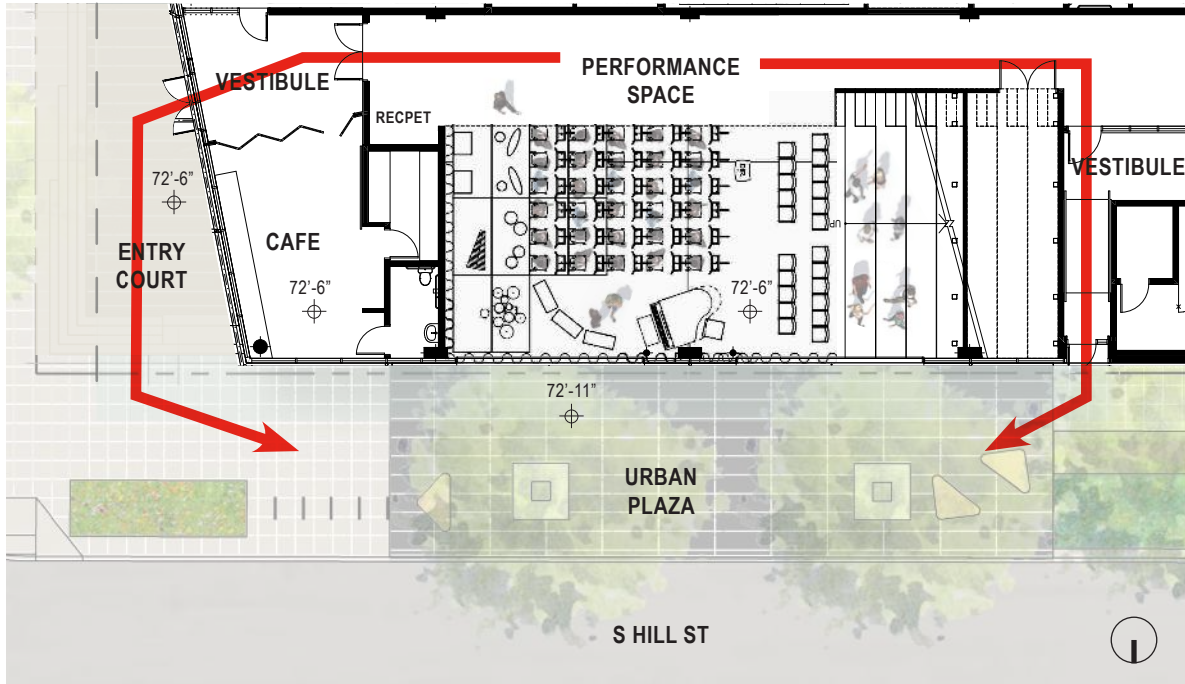 PERFORMANCE
SPACE
VESTIBULE
RECPET
VESTIBULE
72'-6”
CAFE
ENTRY
COURT
UP
72'-6”
72'-6”
72'-11”
URBAN
PLAZA
S HILL ST